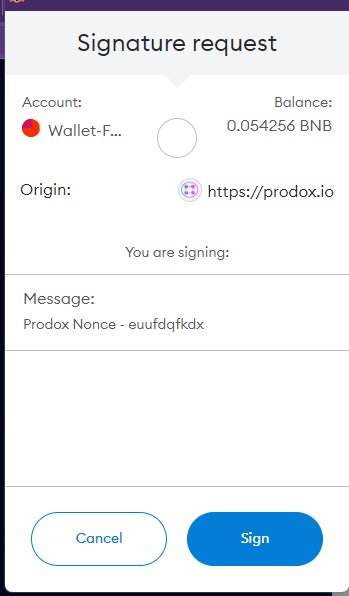 Signature request
Account:
Balance:
Wallet-F...
0.054256 BNB
Origin:
https://prodox.io
You are signing:
Message:
Prodox Nonce - euufdqfkdx
Cancel
Sign